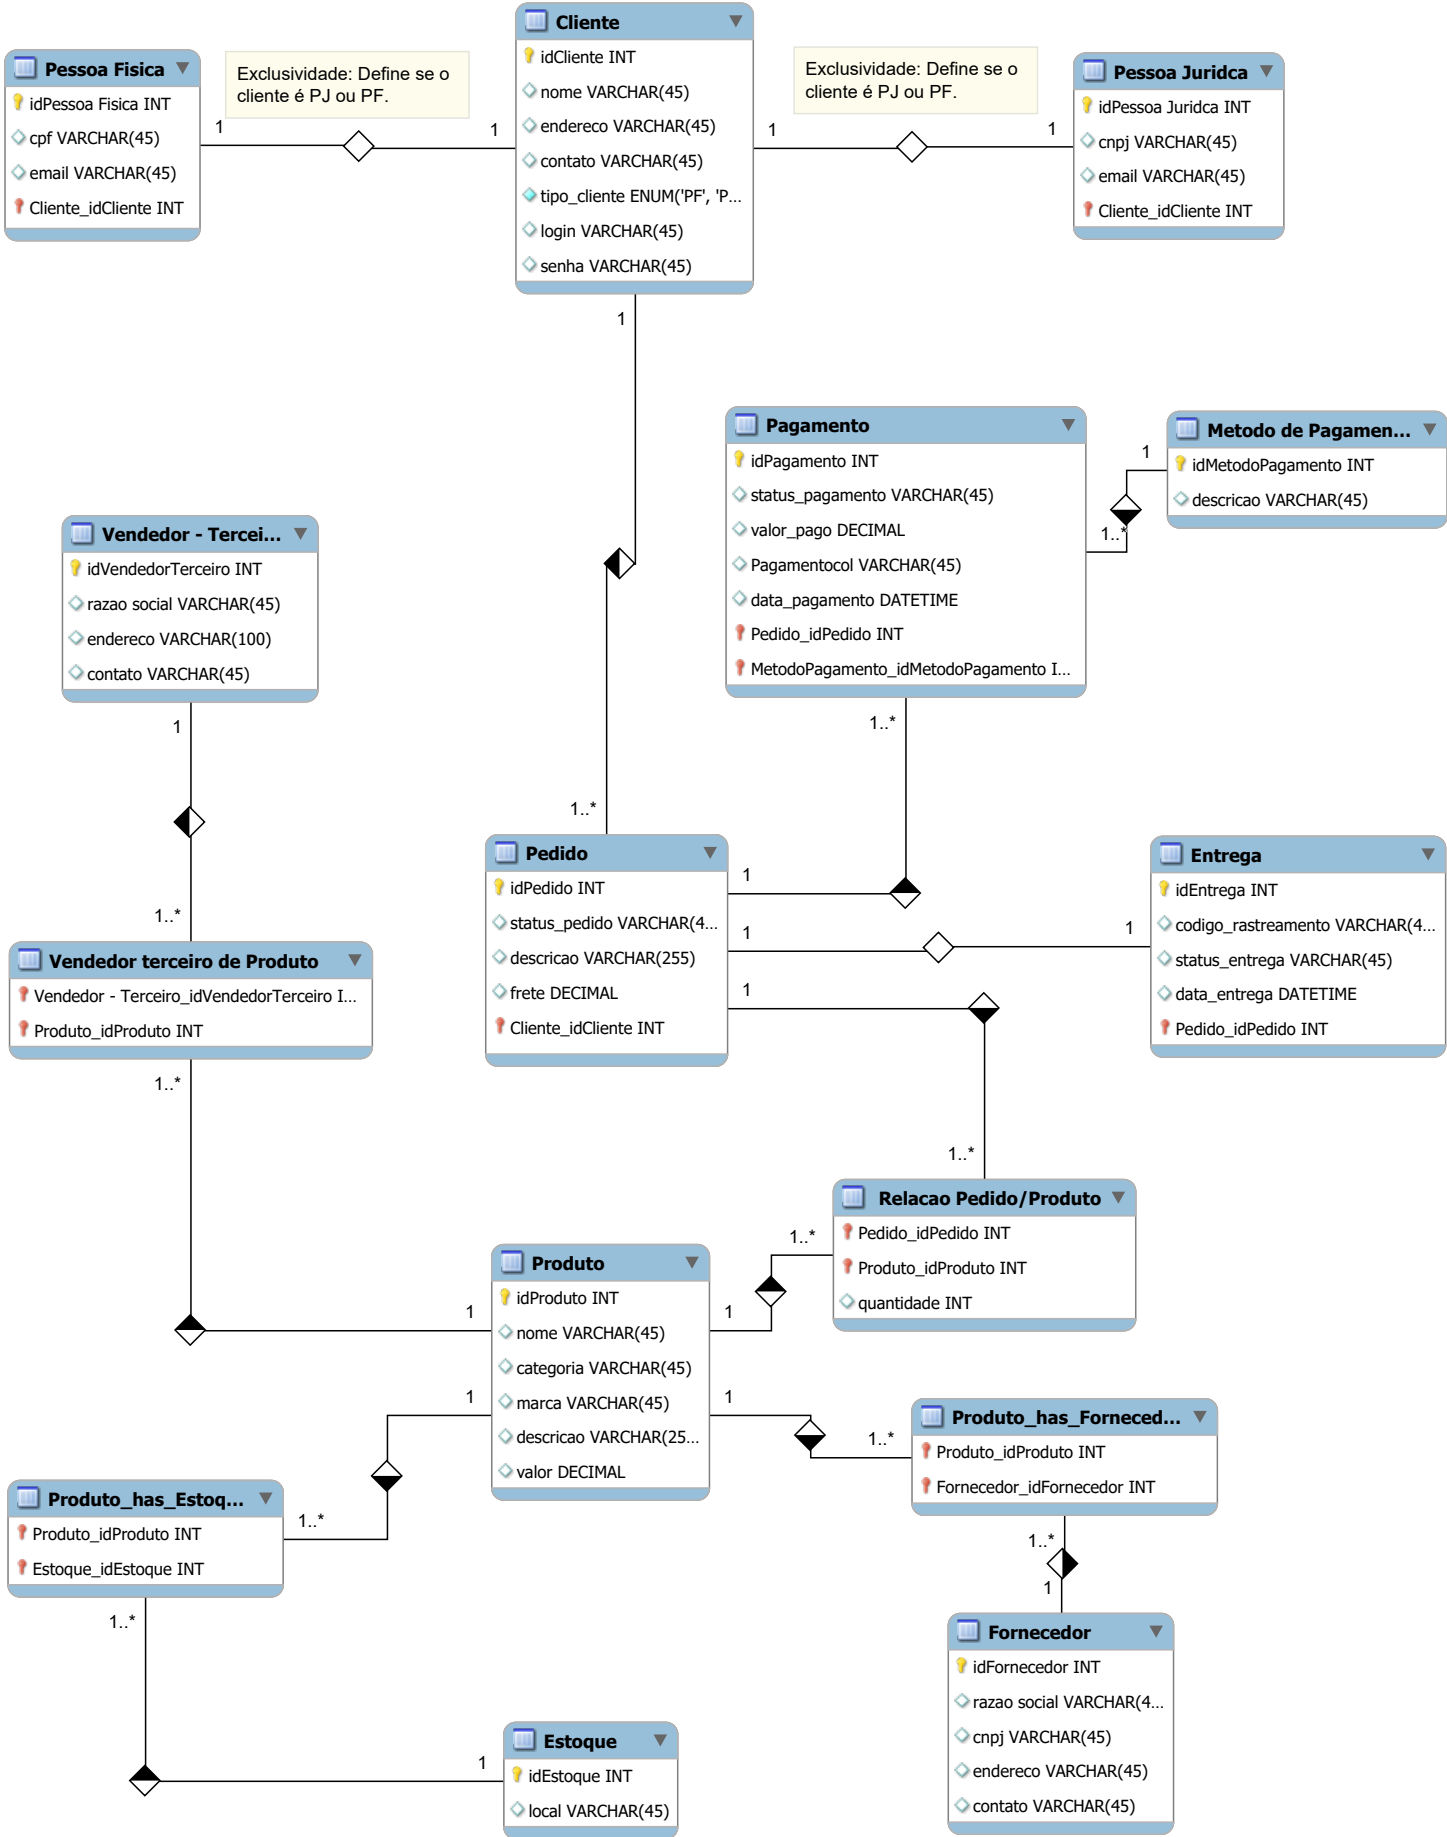 Cliente
idCliente INT
nome VARCHAR(45)
endereco VARCHAR(45)
contato VARCHAR(45)
tipo_cliente ENUM('PF', 'P...
login VARCHAR(45)
senha VARCHAR(45)
Pessoa Fisica
idPessoa Fisica INT
cpf VARCHAR(45)
email VARCHAR(45)
Cliente_idCliente INT
Exclusividade: Define se o
cliente é PJ ou PF.
1
1
Exclusividade: Define se o
cliente é PJ ou PF.
1
1
Pessoa Juridca
idPessoa Juridca INT
cnpj VARCHAR(45)
email VARCHAR(45)
Cliente_idCliente INT
1
1..*
Pagamento
idPagamento INT
status_pagamento VARCHAR(45)
valor_pago DECIMAL
Pagamentocol VARCHAR(45)
data_pagamento DATETIME
Pedido_idPedido INT
MetodoPagamento_idMetodoPagamento I...
1
1..*
Metodo de Pagamen...
idMetodoPagamento INT
descricao VARCHAR(45)
Vendedor - Tercei...
idVendedorTerceiro INT
razao social VARCHAR(45)
endereco VARCHAR(100)
contato VARCHAR(45)
1
1..*
1..*
Pedido
idPedido INT
status_pedido VARCHAR(4...
descricao VARCHAR(255)
frete DECIMAL
Cliente_idCliente INT
1
1
1
1
Entrega
idEntrega INT
codigo_rastreamento VARCHAR(4...
status_entrega VARCHAR(45)
data_entrega DATETIME
Pedido_idPedido INT
Vendedor terceiro de Produto
Vendedor - Terceiro_idVendedorTerceiro I...
Produto_idProduto INT
1..*
1..*
Relacao Pedido/Produto
Pedido_idPedido INT
Produto_idProduto INT
quantidade INT
1..*
1
1
Produto
idProduto INT
nome VARCHAR(45)
categoria VARCHAR(45)
marca VARCHAR(45)
descricao VARCHAR(25...
valor DECIMAL
1
1
1..*
Produto_has_Forneced...
Produto_idProduto INT
Fornecedor_idFornecedor INT
Produto_has_Estoq...
Produto_idProduto INT
Estoque_idEstoque INT
1..*
1..*
1..*
1
Fornecedor
idFornecedor INT
razao social VARCHAR(4...
cnpj VARCHAR(45)
endereco VARCHAR(45)
contato VARCHAR(45)
1
Estoque
idEstoque INT
local VARCHAR(45)